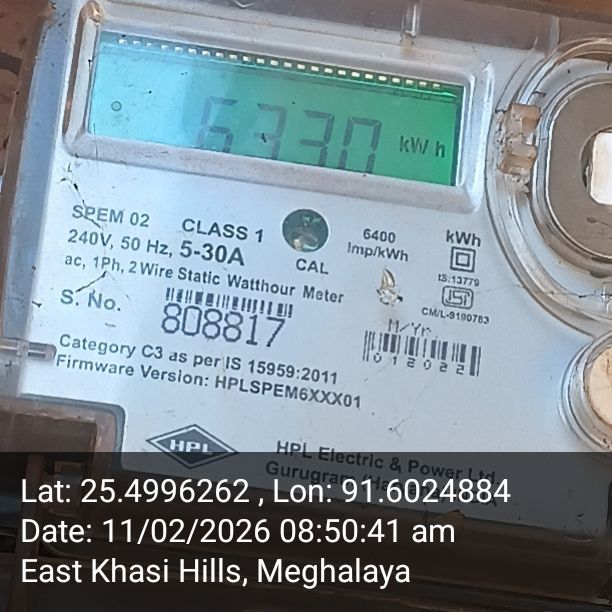 6330 kWh
SPEM 02 CLASS 1
240V, 50 Hz, 5-30A
ac, 1Ph, 2 Wire Static Watthour Meter
CAL
6400
Imp/kWh
kWh
IS:13779
ISI
CM/L-9190783
S. No.
808817
M/Yr.
012022
Category C3 as per IS 15959:2011
Firmware Version: HPLSPEM6XXX01
HPL
HPL Electric & Power Ltd.
Gurugram
Lat: 25.4996262 , Lon: 91.6024884
Date: 11/02/2026 08:50:41 am
East Khasi Hills, Meghalaya